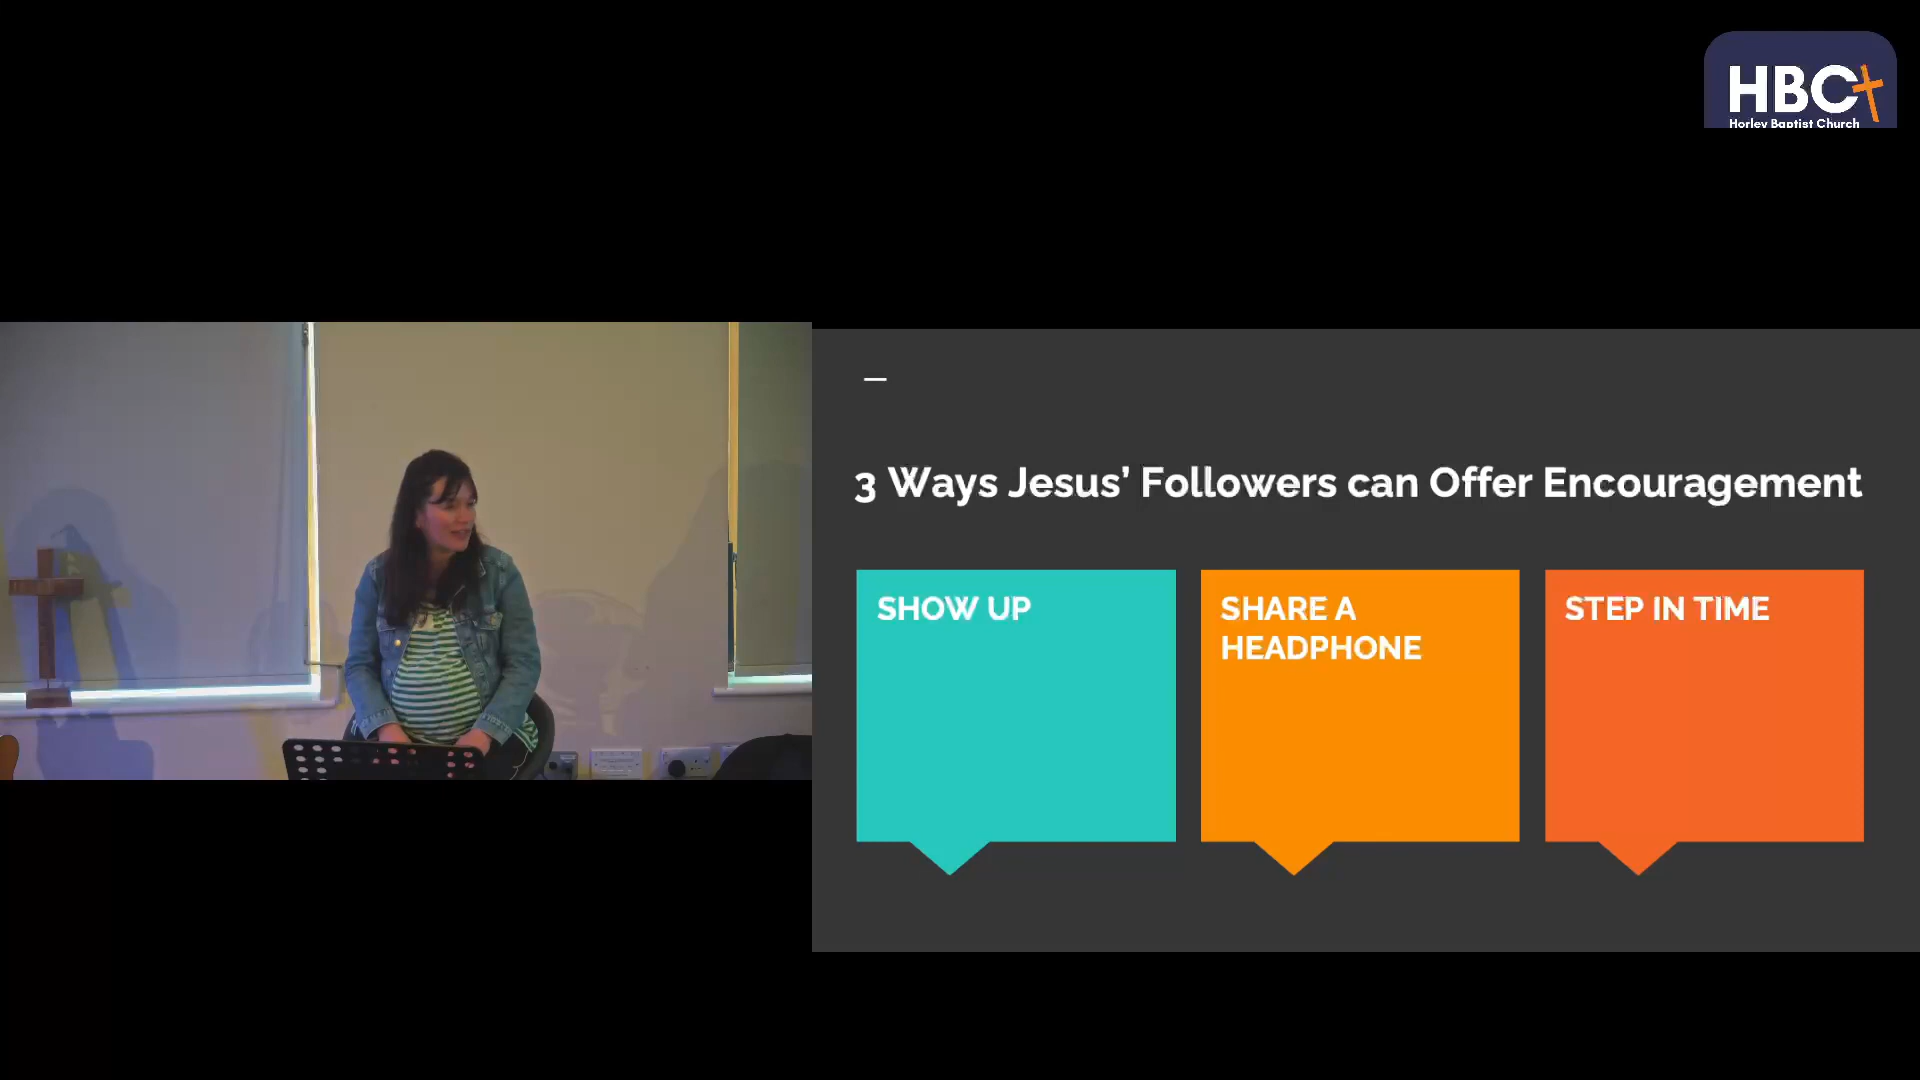 HBC
Horley Baptist Church
3 Ways Jesus’ Followers can Offer Encouragement
SHOW UP
SHARE A
HEADPHONE
STEP IN TIME